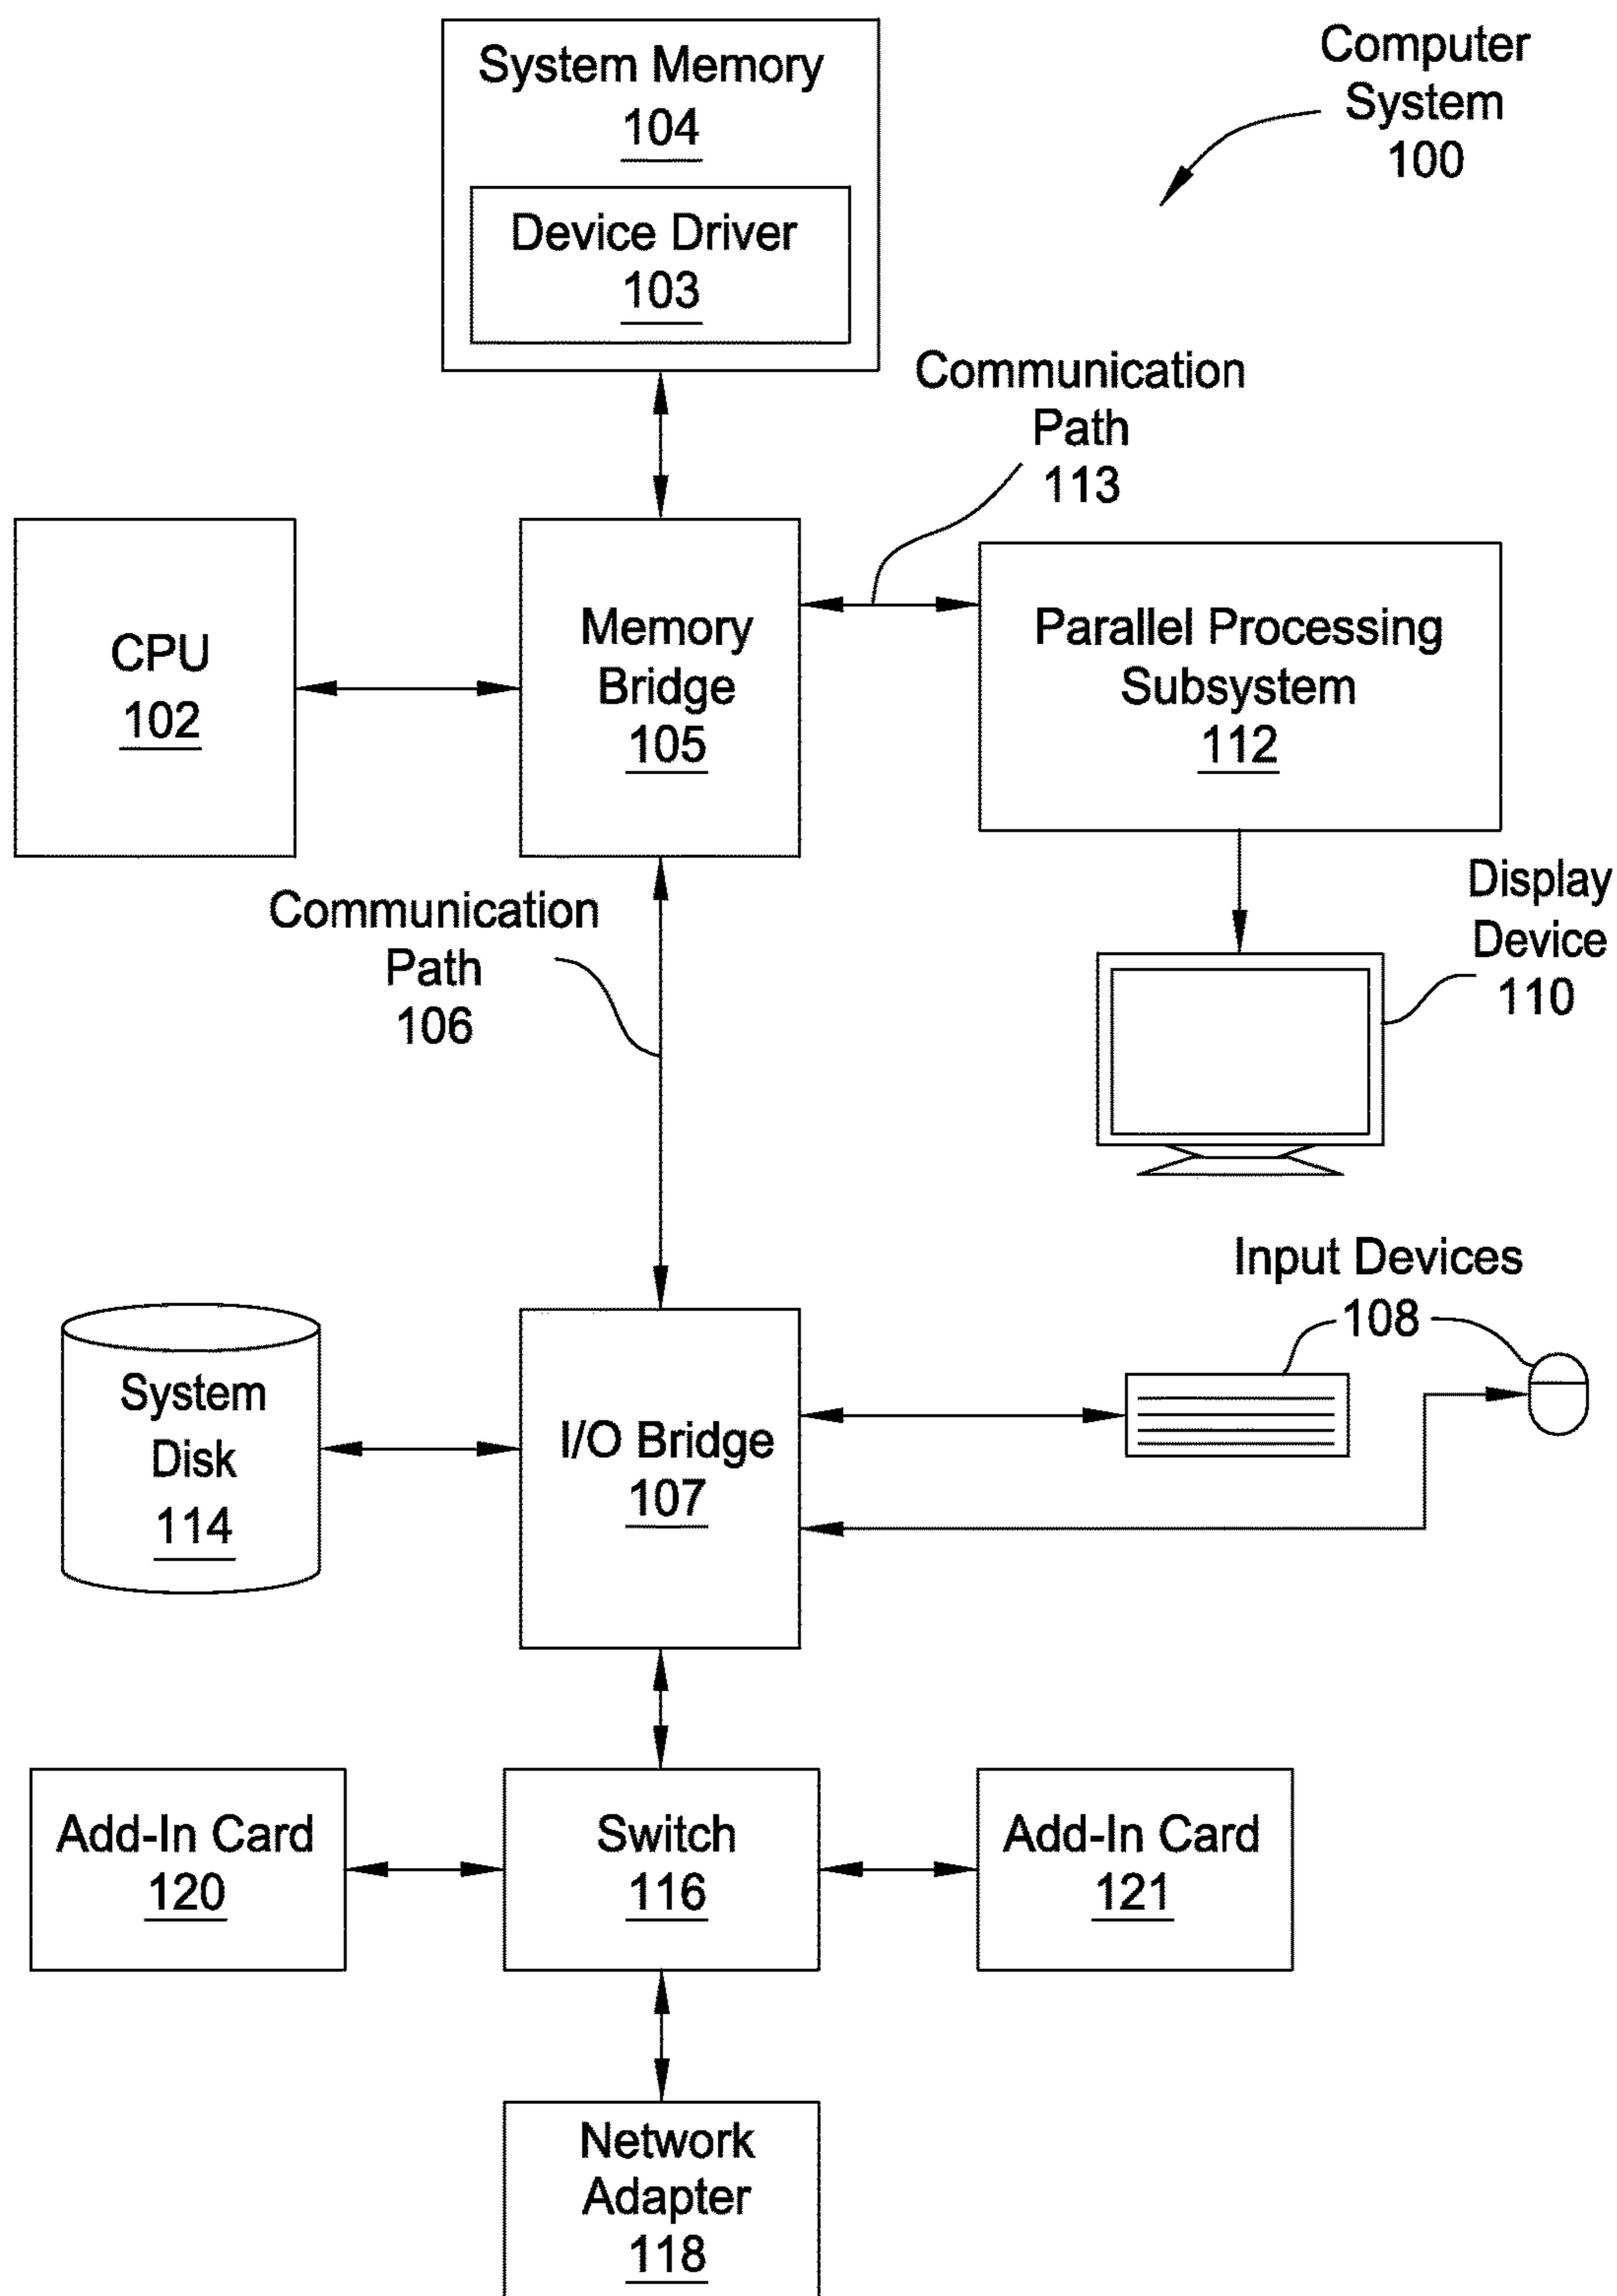 System Memory
104
Device Driver
103
Computer
System
100
Communication
Path
113
CPU
102
Memory
Bridge
105
Parallel Processing
Subsystem
112
Communication
Path
106
Display
Device
110
Input Devices
108
System
Disk
114
I/O Bridge
107
Add-In Card
120
Switch
116
Add-In Card
121
Network
Adapter
118